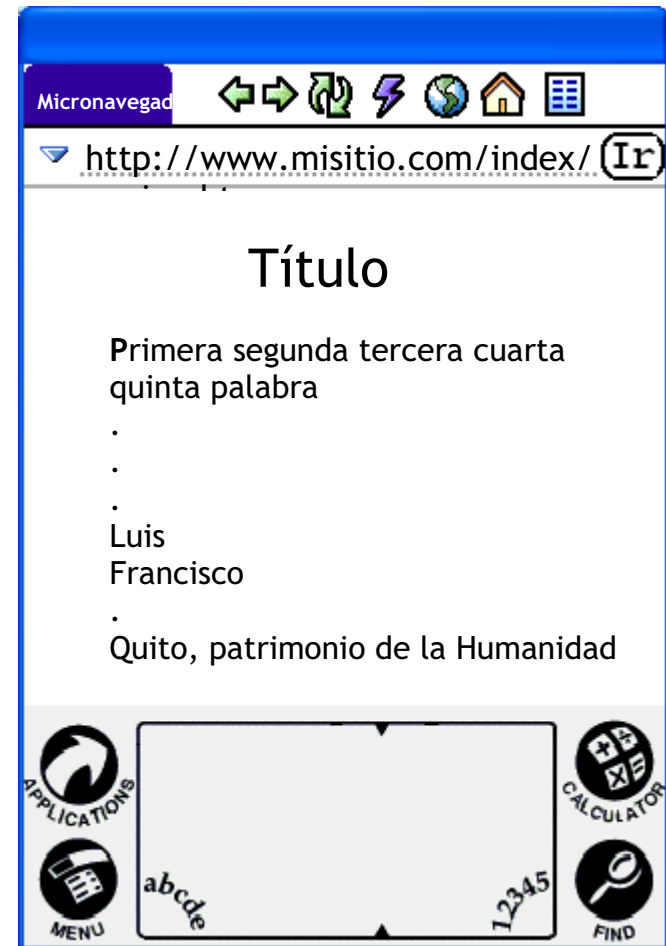 Micronavegad
http://www.misitio.com/index/
Ir
Título
Primera segunda tercera cuarta
quinta palabra
.
.
.
Luis
Francisco
.
Quito, patrimonio de la Humanidad
APPLICATIONS
CALCULATOR
abcde
12345
MENU
FIND